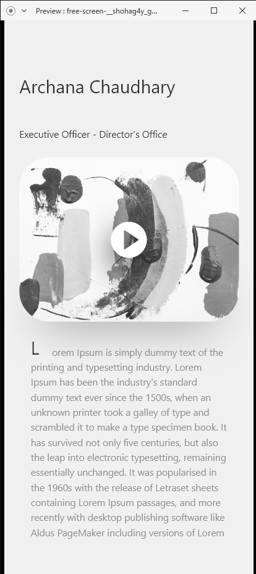 Preview : free-screen-__shohag4y_g...
Archana Chaudhary
Executive Officer - Director's Office
L orem Ipsum is simply dummy text of the
printing and typesetting industry. Lorem
Ipsum has been the industry's standard
dummy text ever since the 1500s, when an
unknown printer took a galley of type and
scrambled it to make a type specimen book. It
has survived not only five centuries, but also
the leap into electronic typesetting, remaining
essentially unchanged. It was popularised in
the 1960s with the release of Letraset sheets
containing Lorem Ipsum passages, and more
recently with desktop publishing software like
Aldus PageMaker including versions of Lorem